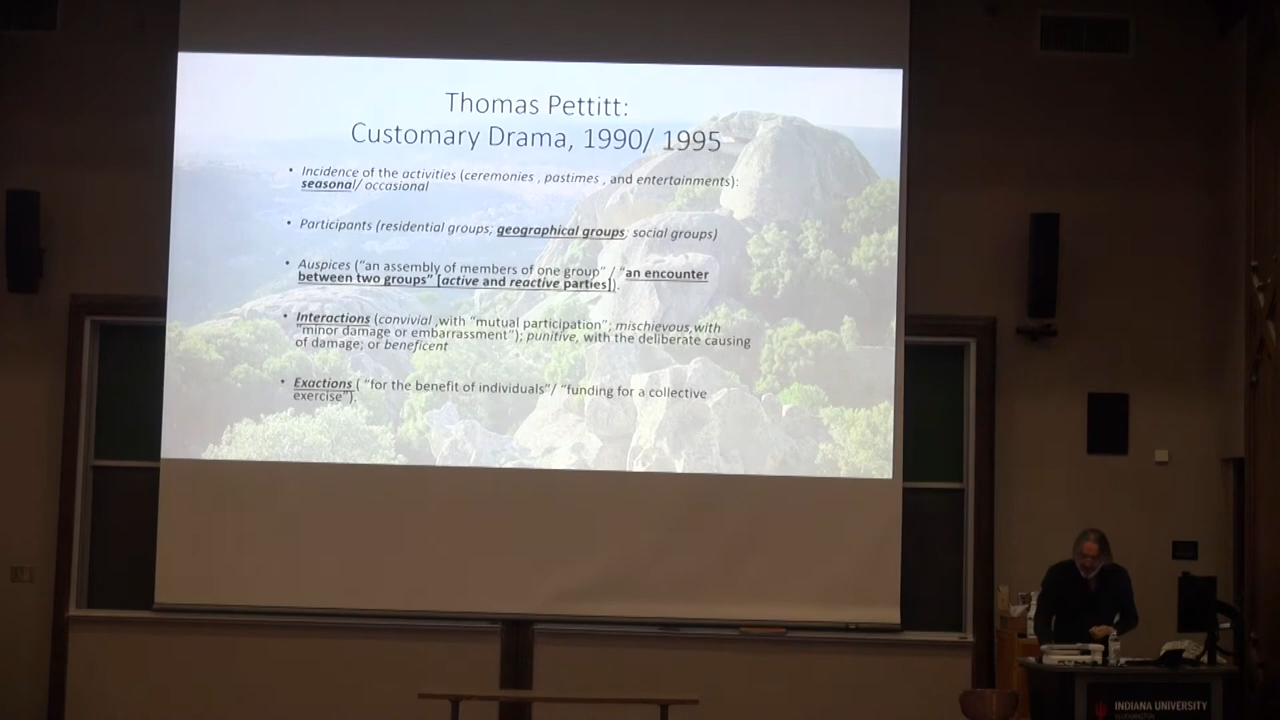 Thomas Pettitt:
Customary Drama, 1990/ 1995
• Incidence of the activities (ceremonies , pastimes , and entertainments):
seasonal/ occasional
• Participants (residential groups; geographical groups; social groups)
• Auspices ("an assembly of members of one group" / "an encounter
between two groups" [active and reactive parties]).
• Interactions (convivial ,with "mutual participation"; mischievous,with
"minor damage or embarrassment"); punitive, with the deliberate causing
of damage; or beneficent
• Exactions ( "for the benefit of individuals"/ "funding for a collective
exercise").
INDIANA UNIVERSITY